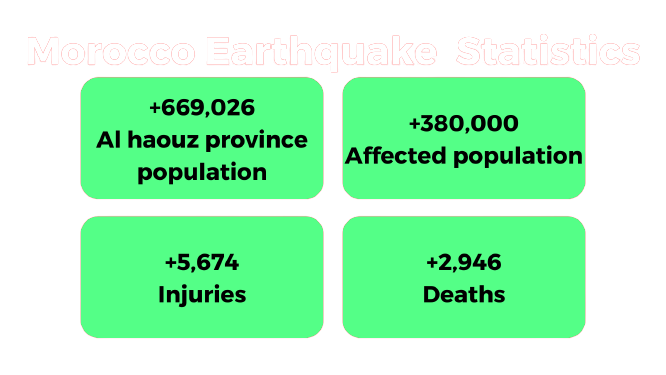 Morocco Earthquake Statistics
+669,026
Al haouz province
population
+380,000
Affected population
+5,674
Injuries
+2,946
Deaths